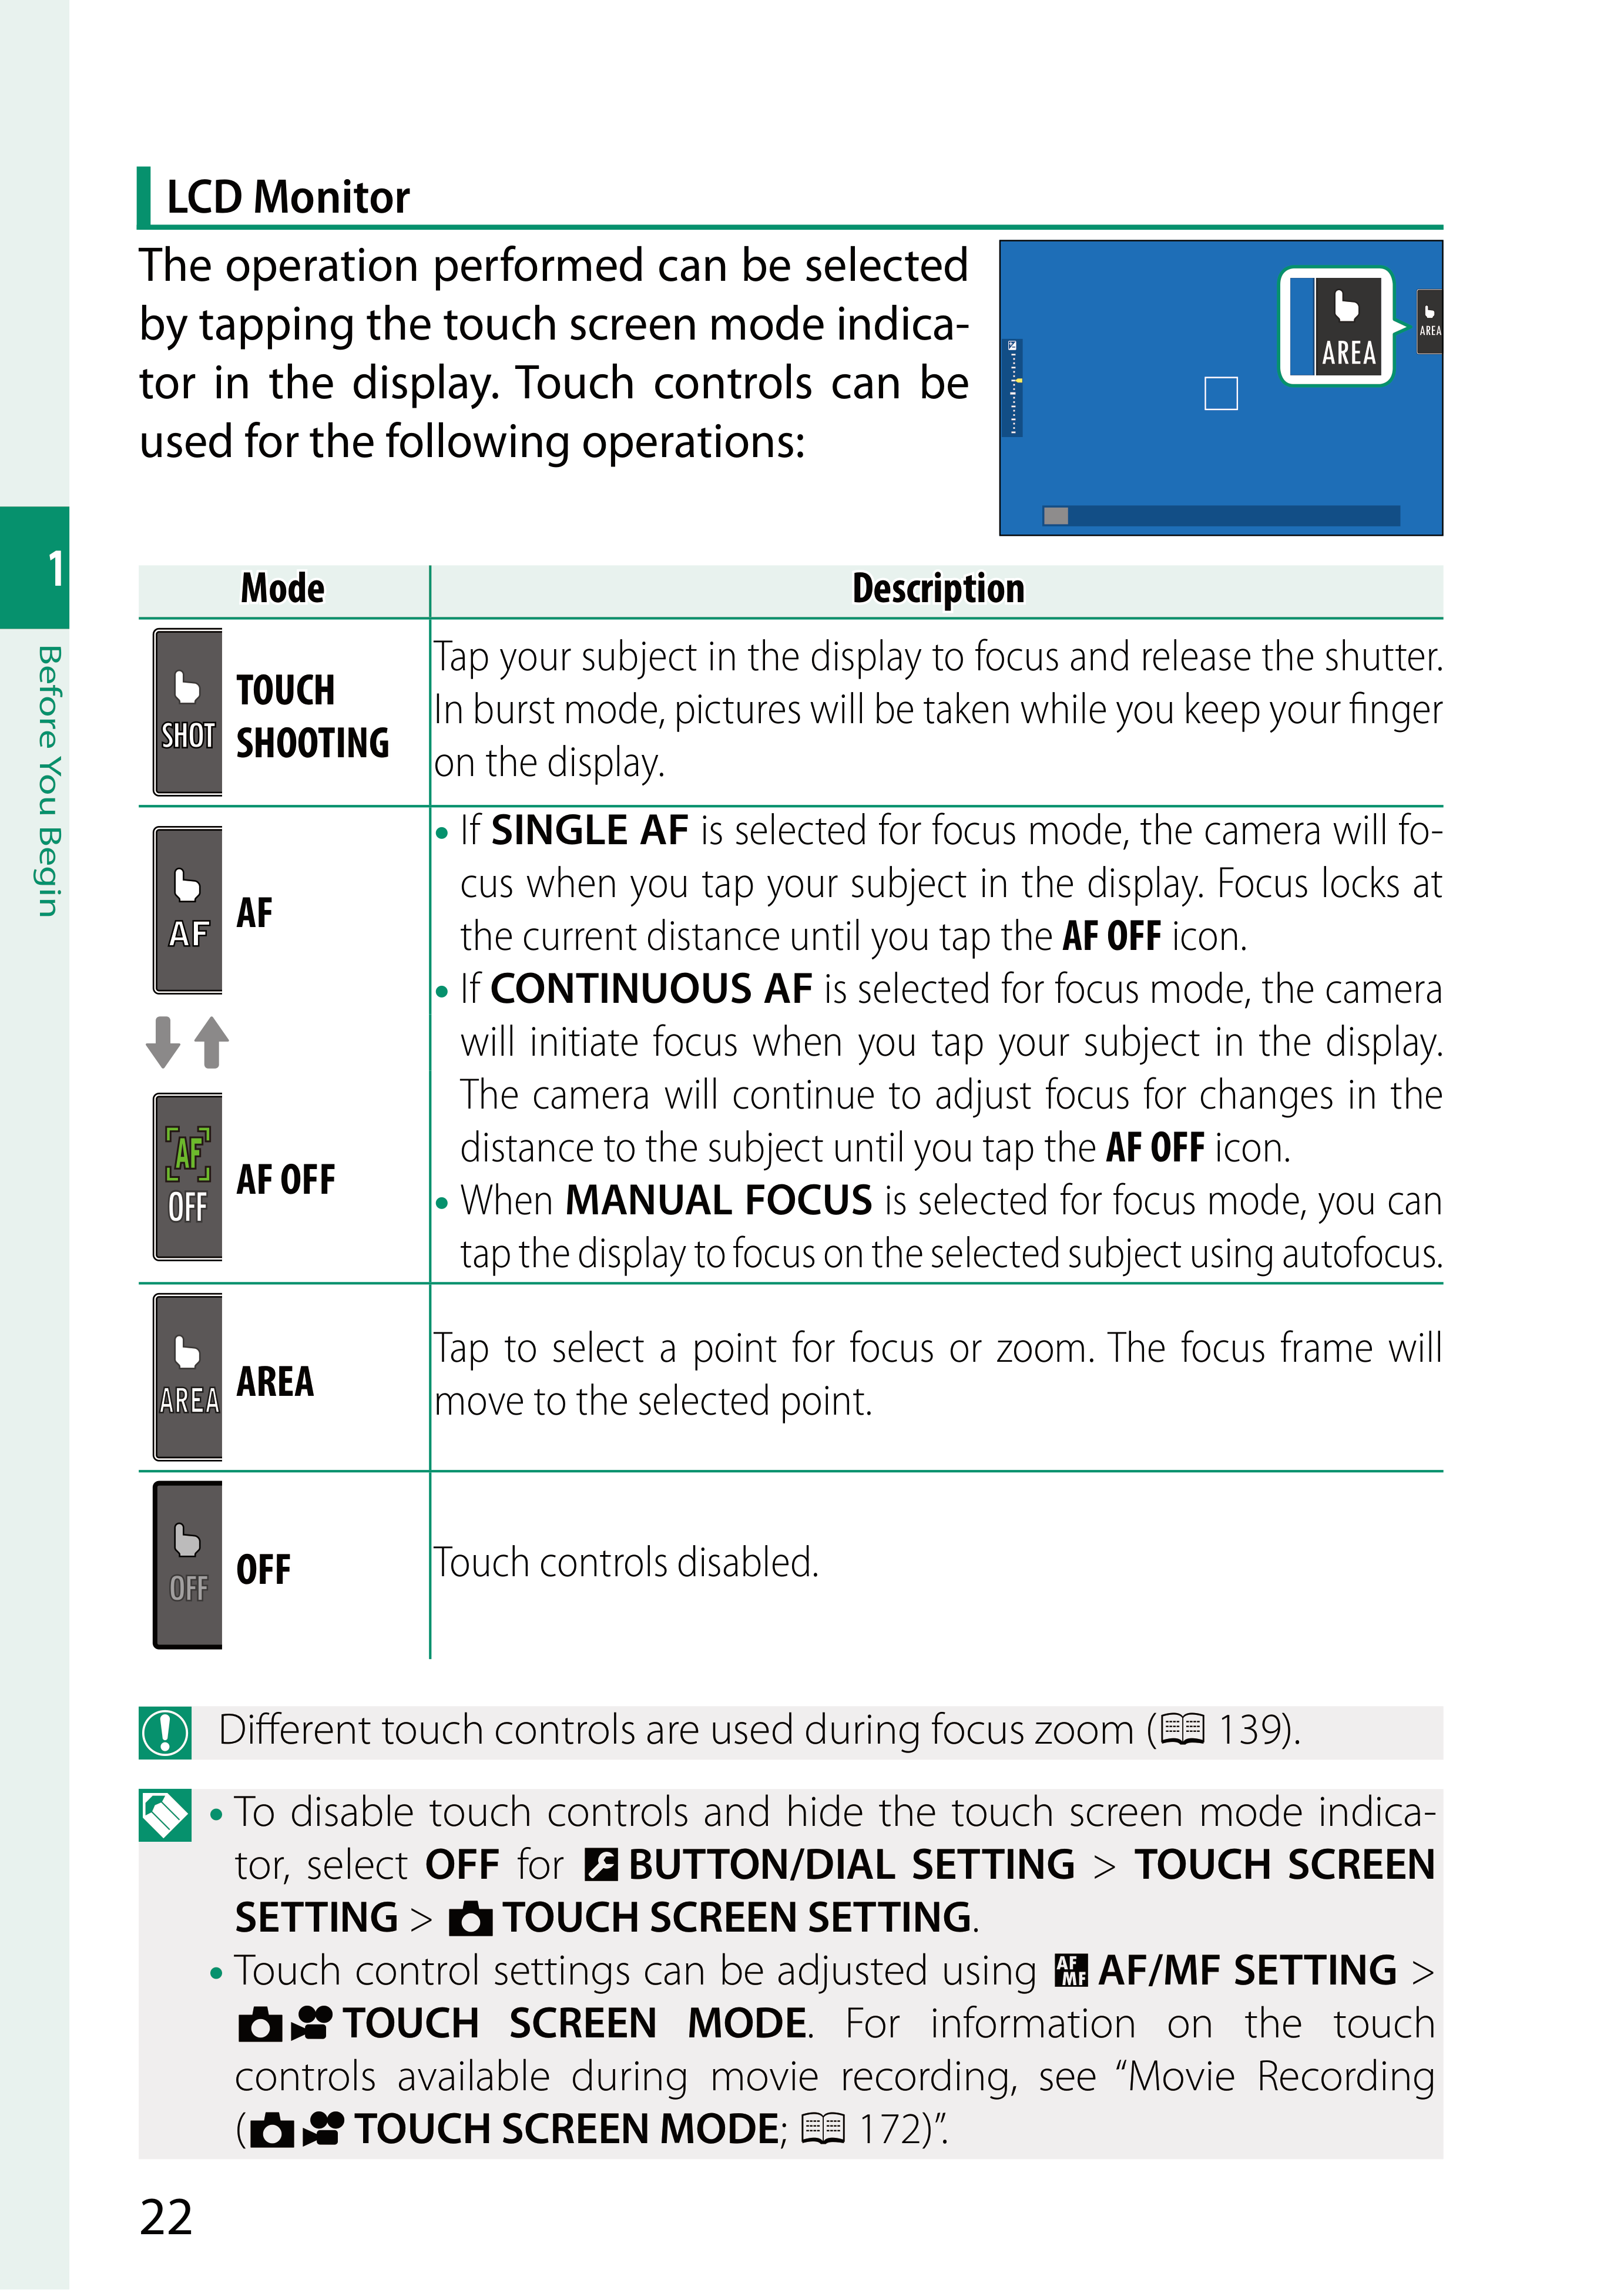 LCD Monitor
The operation performed can be selected
by tapping the touch screen mode indica-
tor in the display. Touch controls can be
used for the following operations:
AREA
AREA
1
Before You Begin
Mode
Description
SHOT
TOUCH
SHOOTING
Tap your subject in the display to focus and release the shutter.
In burst mode, pictures will be taken while you keep your finger
on the display.
AF
AF
AF
OFF
AF OFF
• If SINGLE AF is selected for focus mode, the camera will fo-
cus when you tap your subject in the display. Focus locks at
the current distance until you tap the AF OFF icon.
• If CONTINUOUS AF is selected for focus mode, the camera
will initiate focus when you tap your subject in the display.
The camera will continue to adjust focus for changes in the
distance to the subject until you tap the AF OFF icon.
• When MANUAL FOCUS is selected for focus mode, you can
tap the display to focus on the selected subject using autofocus.
AREA
AREA
Tap to select a point for focus or zoom. The focus frame will
move to the selected point.
OFF
OFF
Touch controls disabled.
Different touch controls are used during focus zoom (139).
• To disable touch controls and hide the touch screen mode indica-
tor, select OFF for BUTTON/DIAL SETTING > TOUCH SCREEN
SETTING > TOUCH SCREEN SETTING.
• Touch control settings can be adjusted using AF MF AF/MF SETTING >
TOUCH SCREEN MODE. For information on the touch
controls available during movie recording, see “Movie Recording
(TOUCH SCREEN MODE; 172)”.
22